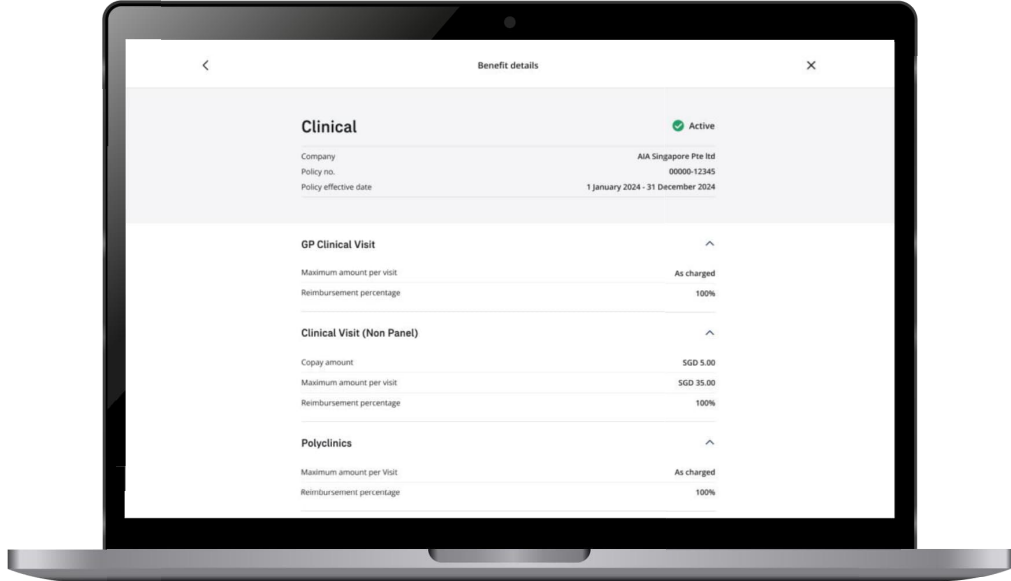 Benefit details
Clinical Active
Company AIA Singapore Pte ltd
Policy no. 00000-12345
Policy effective date 1 January 2024 - 31 December 2024
GP Clinical Visit
Maximum amount per visit As charged
Reimbursement percentage 100%
Clinical Visit (Non Panel)
Copay amount SGD 5.00
Maximum amount per visit SGD 35.00
Reimbursement percentage 100%
Polyclinics
Maximum amount per Visit As charged
Reimbursement percentage 100%